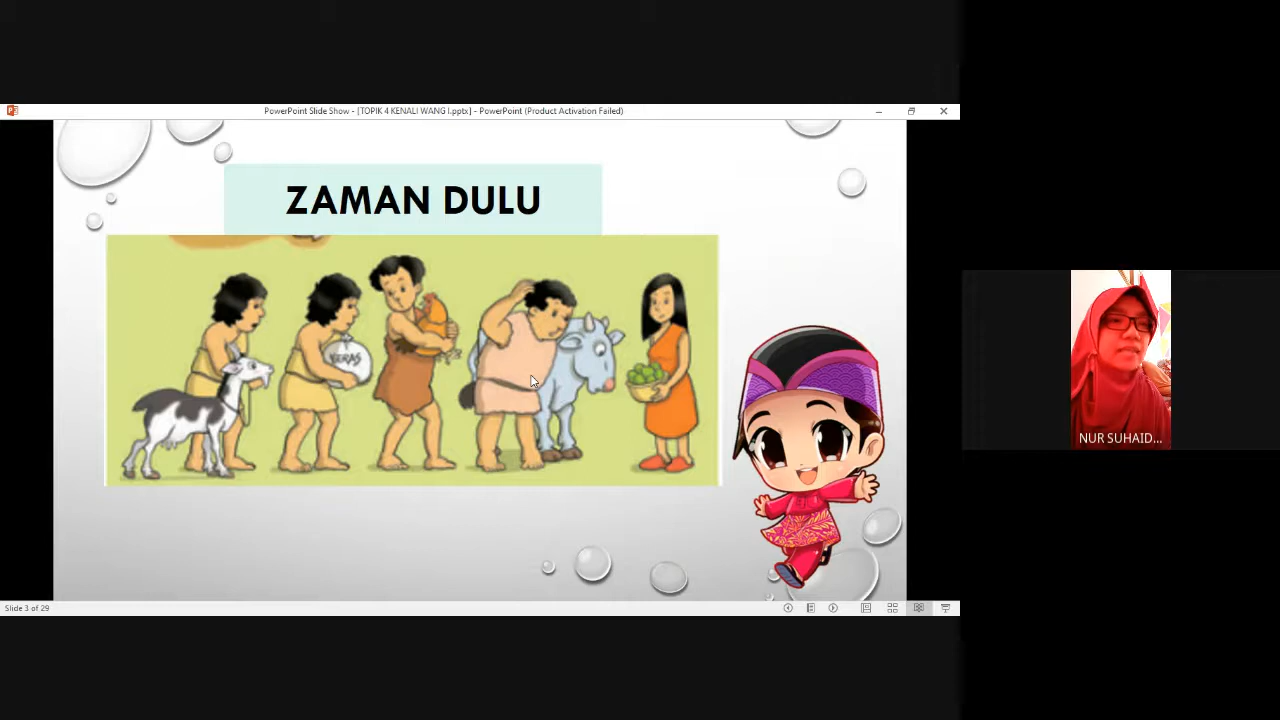 PowerPoint Slide Show - [TOPIK 4 KENALI WANG I.pptx] - PowerPoint (Product Activation Failed)
ZAMAN DULU
BERAS
NUR SUHAID...
Slide 3 of 29